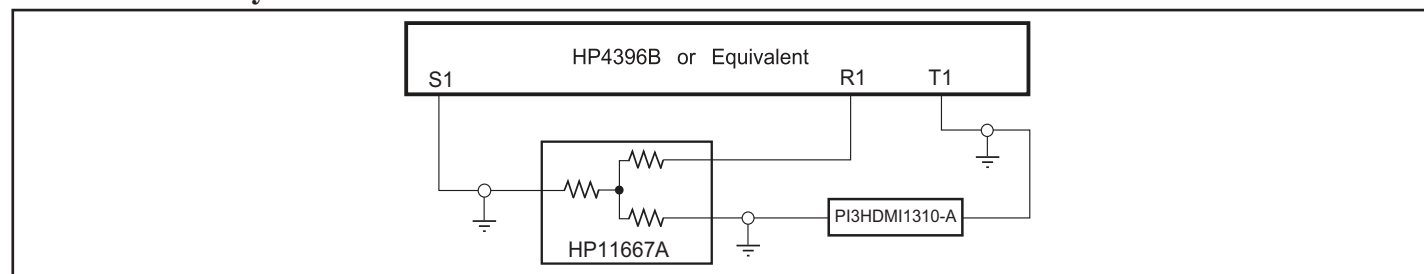 HP4396B or Equivalent
S1
R1
T1
PI3HDMI1310-A
HP11667A